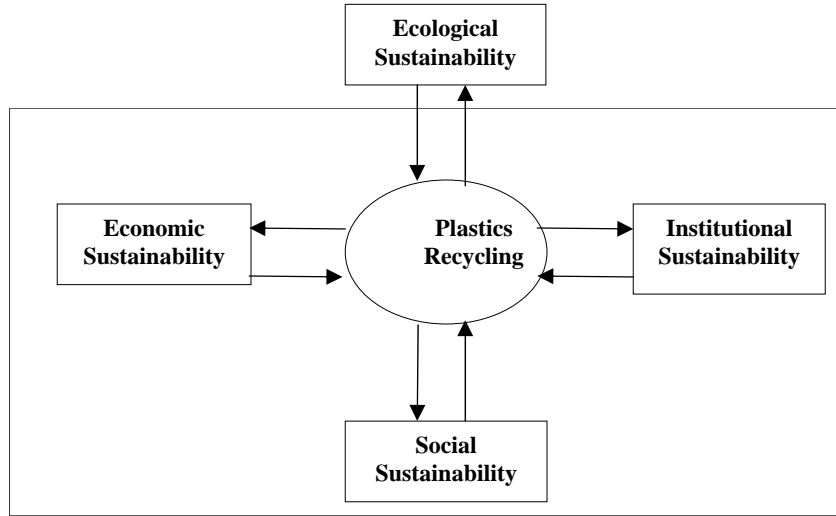 Ecological
Sustainability
Economic
Sustainability
Plastics
Recycling
Institutional
Sustainability
Social
Sustainability